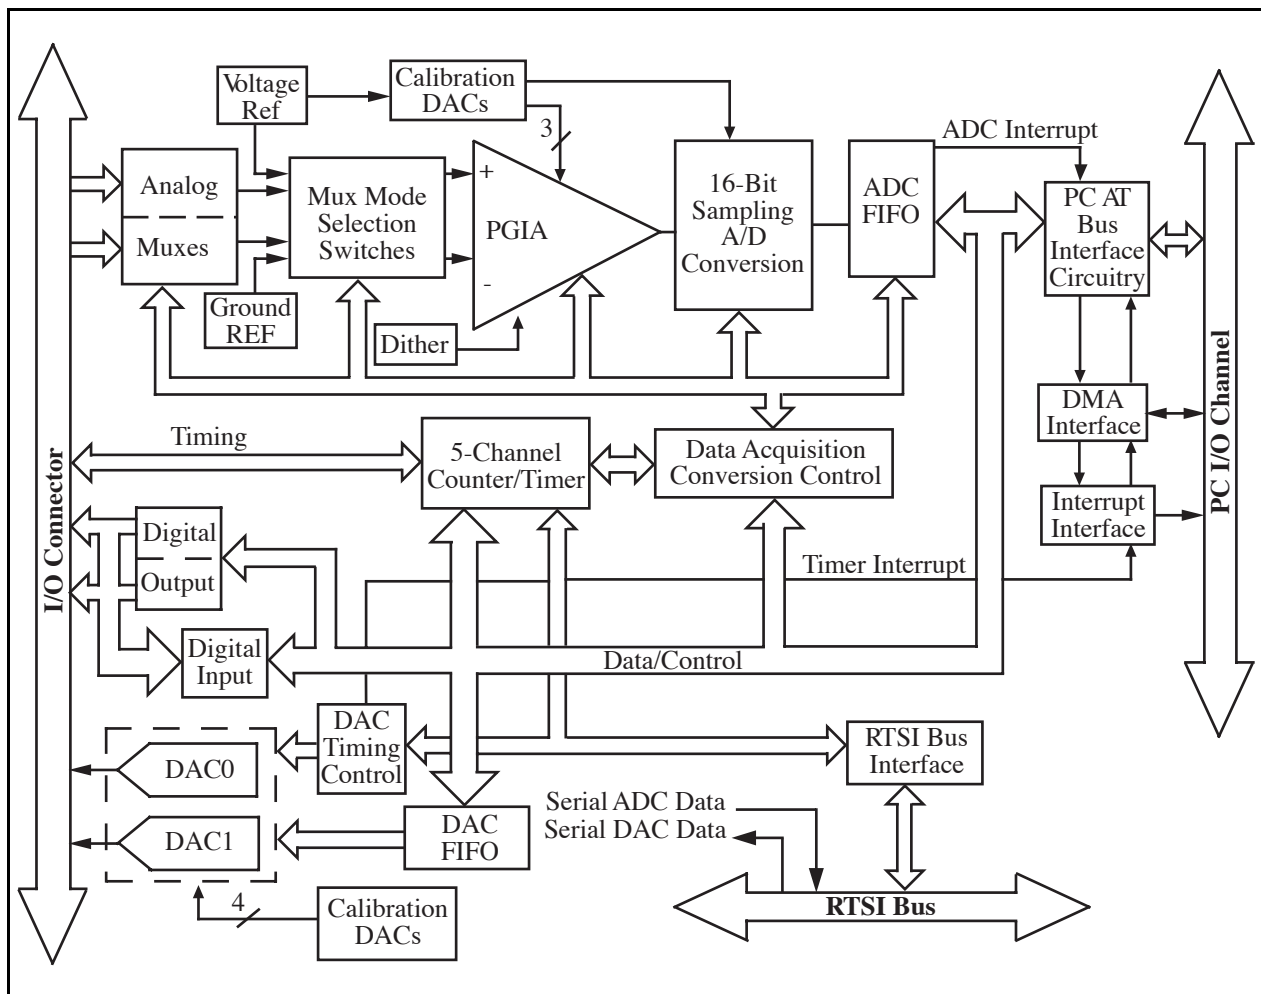 Voltage
Ref
Calibration
DACs
3
ADC Interrupt
Analog
Muxes
Mux Mode
Selection
Switches
+
PGIA
-
16-Bit
Sampling
A/D
Conversion
ADC
FIFO
PC AT
Bus
Interface
Circuitry
Ground
REF
Dither
DMA
Interface
Timing
5-Channel
Counter/Timer
Data Acquisition
Conversion Control
Interrupt
Interface
I/O Connector
PC I/O Channel
Digital
Output
Timer Interrupt
Digital
Input
Data/Control
DAC
Timing
Control
RTSI Bus
Interface
DAC0
DAC1
DAC
FIFO
Serial ADC Data
Serial DAC Data
4
Calibration
DACs
RTSI Bus